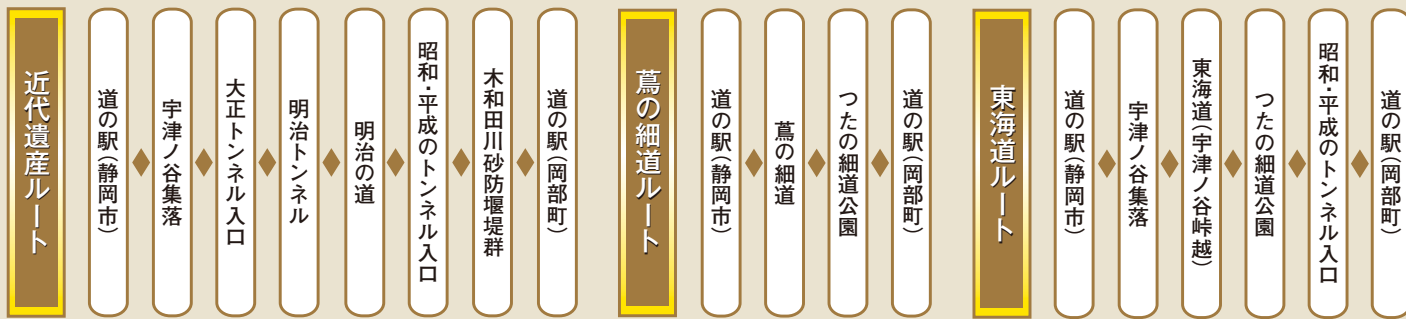 近代遺産ルート
道の駅(静岡市)
宇津ノ谷集落
大正トンネル入口
明治トンネル
明治の道
昭和・平成のトンネル入口
木和田川砂防堰堤群
道の駅(岡部町)
蔦の細道ルート
道の駅(静岡市)
蔦の細道
つたの細道公園
道の駅(岡部町)
東海道ルート
道の駅(静岡市)
宇津ノ谷集落
東海道(宇津ノ谷峠越)
つたの細道公園
昭和・平成のトンネル入口
道の駅(岡部町)